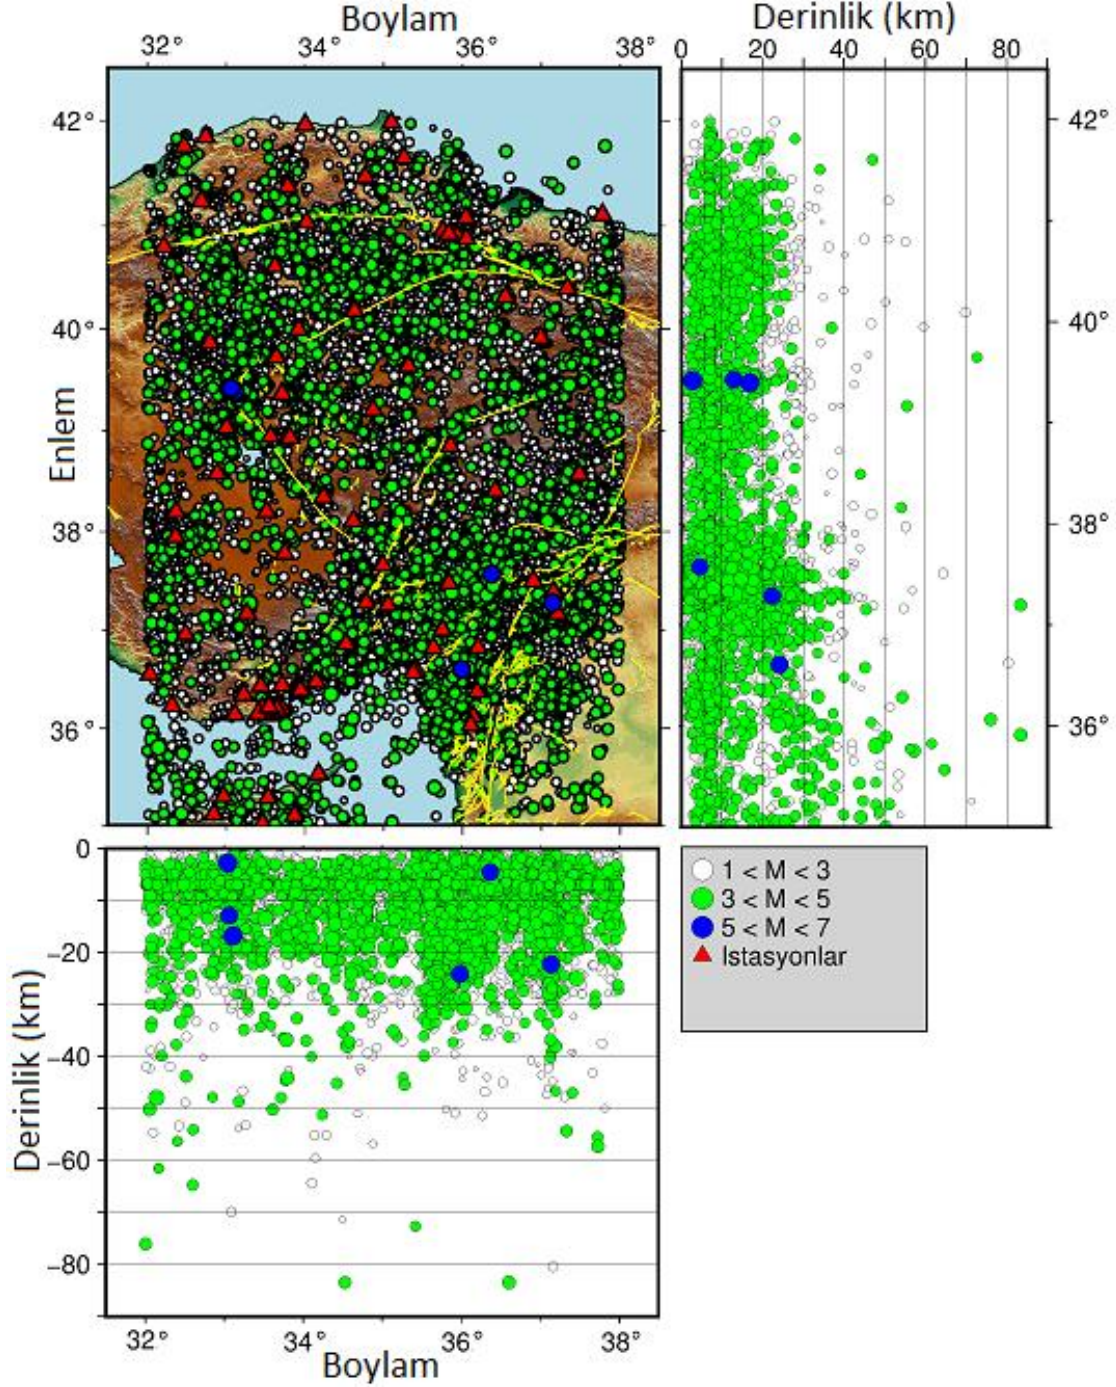 Boylam
32° 34° 36° 38°
Derinlik (km)
0 20 40 60 80
Enlem
42°
40°
38°
36°
42°
40°
38°
36°
Derinlik (km)
0
−20
−40
−60
−80
32° 34° 36° 38°
Boylam
1 < M < 3
3 < M < 5
5 < M < 7
Istasyonlar